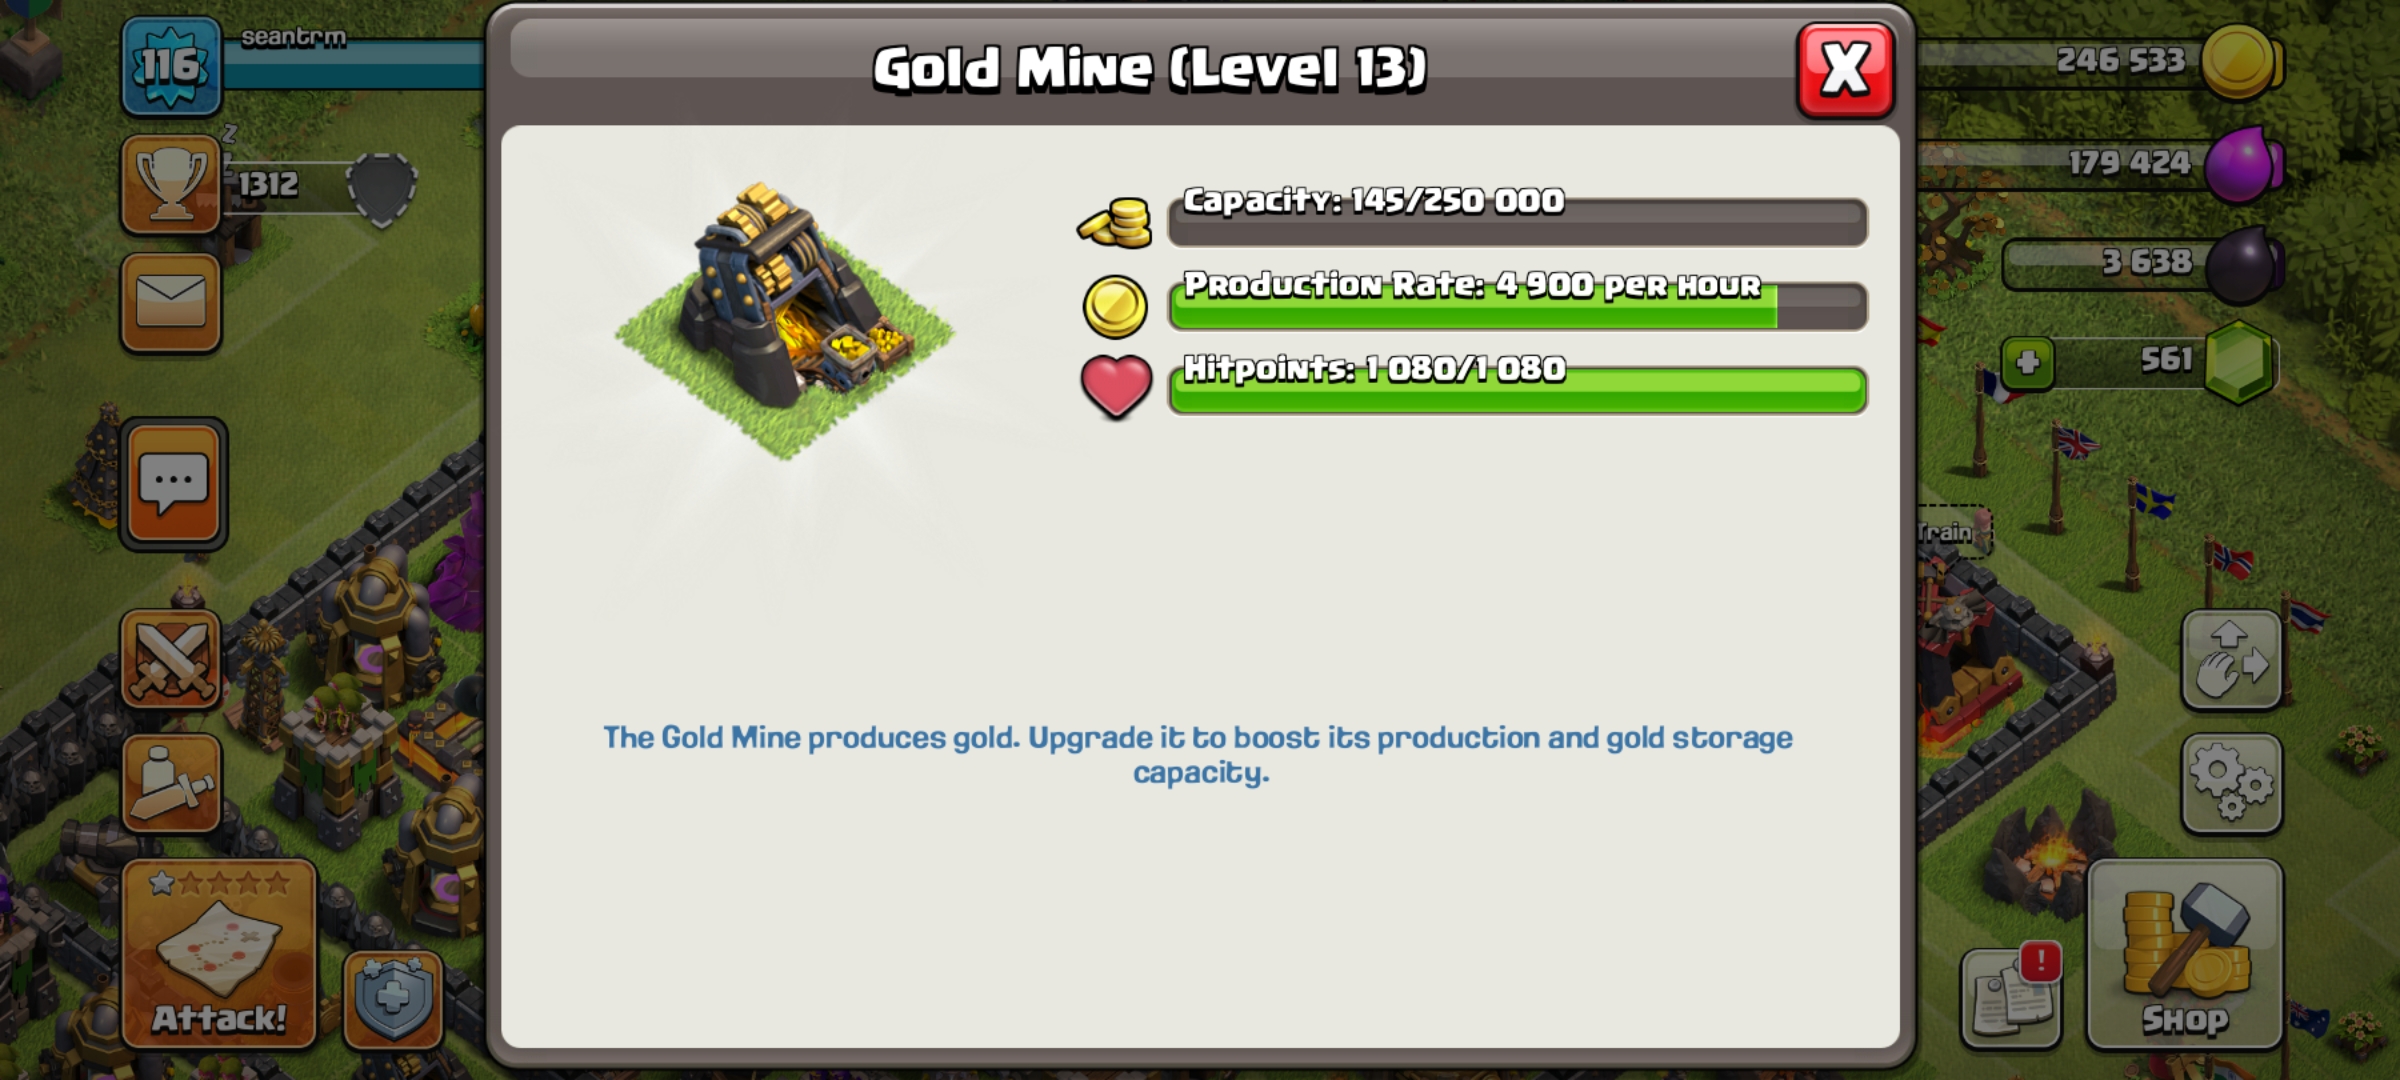 116
seantrm
Gold Mine (Level 13)
X
246 533
1312
179 424
3 638
561
Capacity: 145/250 000
Production Rate: 4 900 per hour
Hitpoints: 1 080/1 080
Train
The Gold Mine produces gold. Upgrade it to boost its production and gold storage
capacity.
Attack!
!
Shop